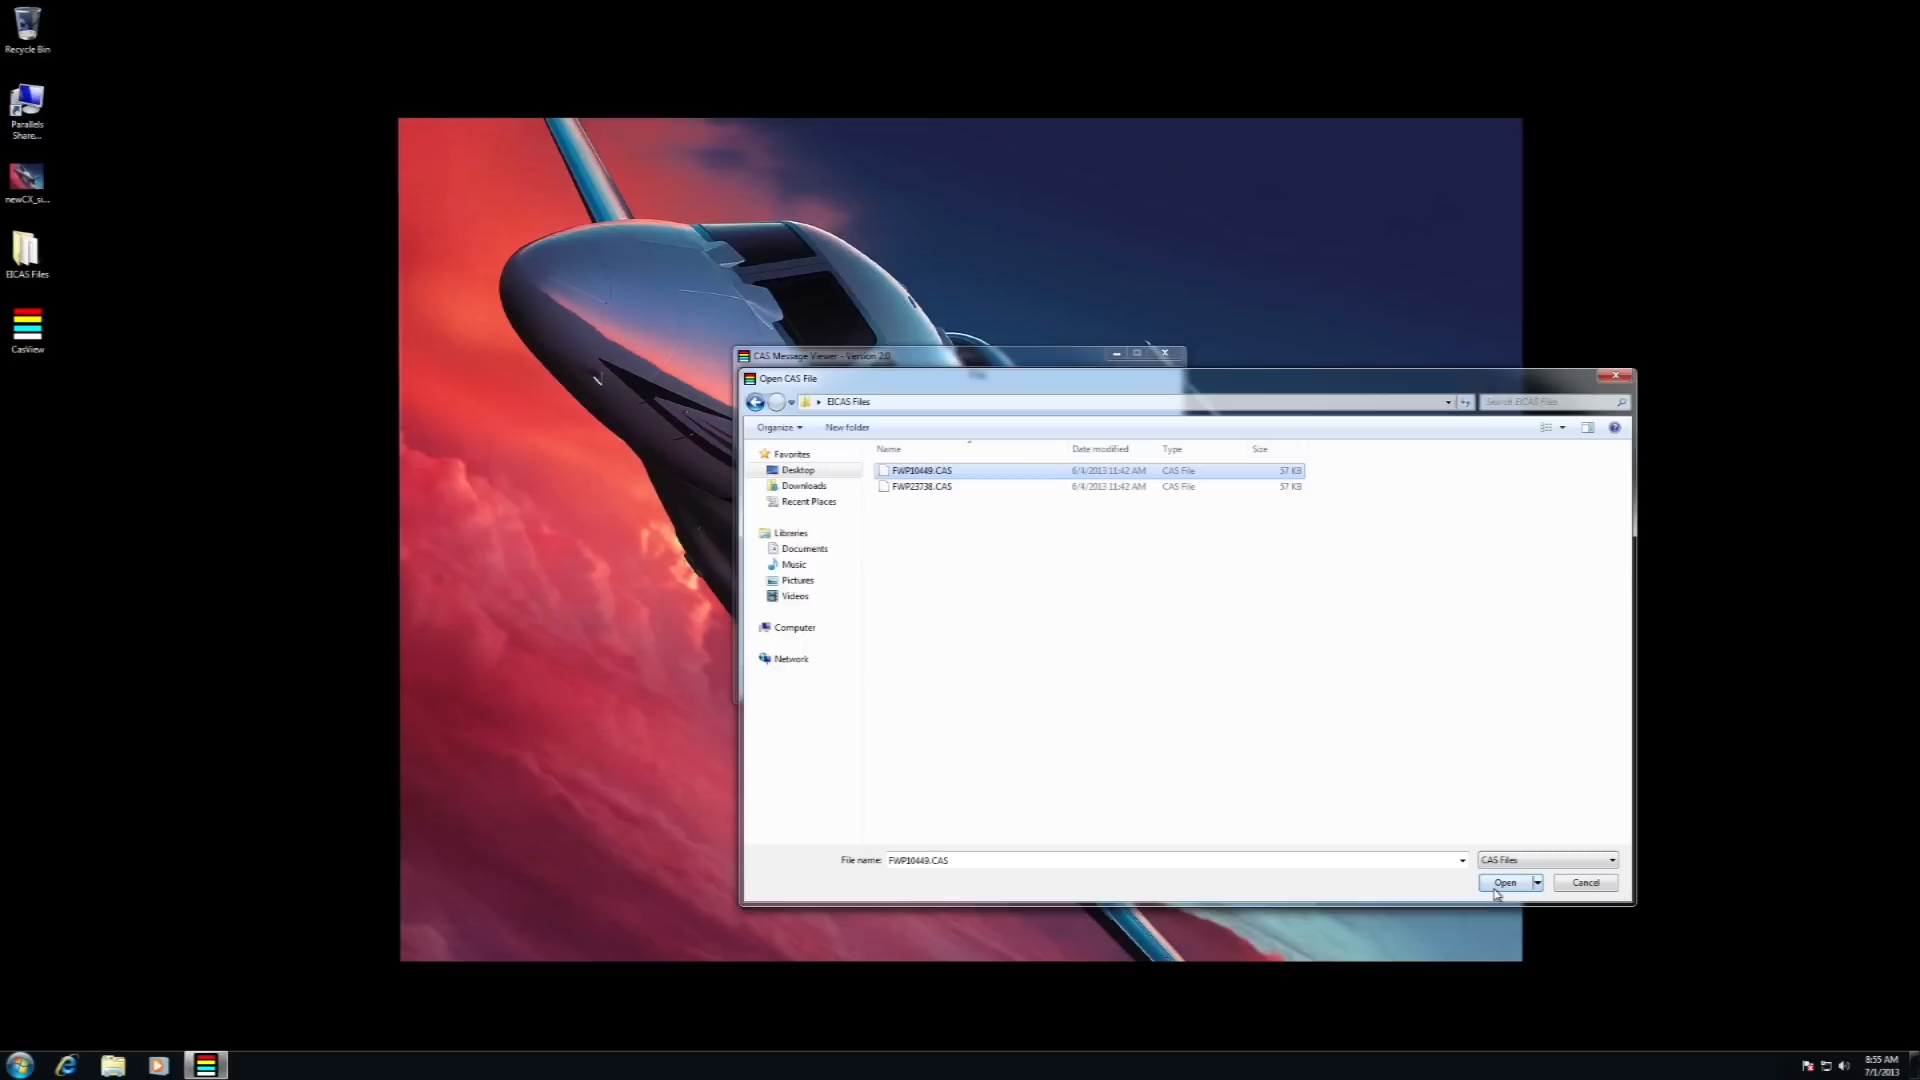 Recycle Bin
Parallels
Share...
newCX_si...
EICAS Files
CasView
CAS Message Viewer - Version 2.0
Open CAS File
EICAS Files
Search EICAS Files
Organize
New folder
Name
Date modified
Type
Size
Favorites
Desktop
Downloads
Recent Places
Libraries
Documents
Music
Pictures
Videos
Computer
Network
FWP10449.CAS 6/4/2013 11:42 AM CAS File 57 KB
FWP23738.CAS 6/4/2013 11:42 AM CAS File 57 KB
File name: FWP10449.CAS
CAS Files
Open
Cancel
8:55 AM
7/1/2013